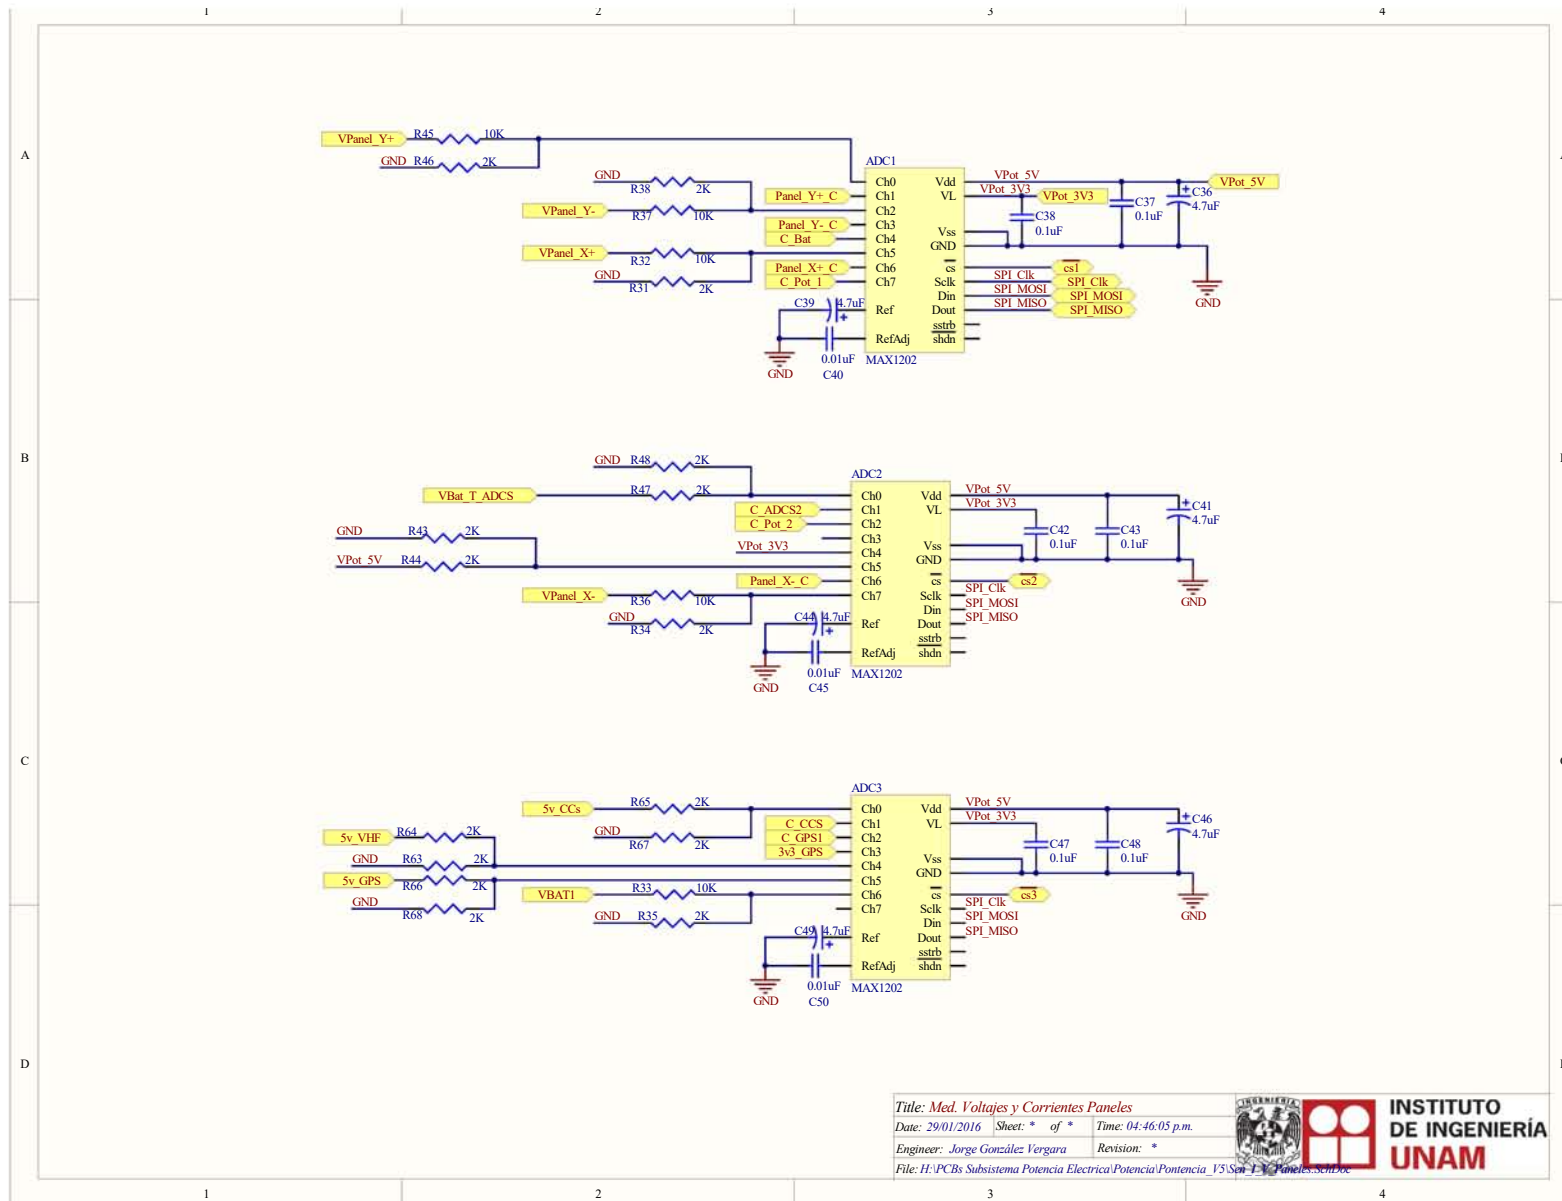 1 2 3 4
A
VPanel_Y+ R45 10K
GND R46 2K
ADC1
GND R38 2K Ch0 Vdd VPot_5V VPot_5V
Panel_Y+_C Ch1 VL VPot_3V3 VPot_3V3 C37 0.1uF C36 4.7uF
VPanel_Y- R37 10K Ch2 C38 0.1uF
Panel_Y-_C Ch3 Vss
C_Bat Ch4 GND
VPanel_X+ R32 10K Ch5
Panel_X+_C Ch6 cs cs1
GND R31 2K C_Pot_1 Ch7 Sclk SPI_Clk SPI_Clk
Din SPI_MOSI SPI_MOSI
C39 4.7uF Ref Dout SPI_MISO SPI_MISO
GND
sstrb
RefAdj shdn
0.01uF MAX1202
GND C40
B
GND R48 2K ADC2
VBat_T_ADCS R47 2K Ch0 Vdd VPot_5V
C_ADCS2 Ch1 VL VPot_3V3 C41 4.7uF
C_Pot_2 Ch2
GND R43 2K Ch3 C42 0.1uF C43 0.1uF
VPot_3V3 Ch4 Vss
VPot_5V R44 2K Ch5 GND
Panel_X-_C Ch6 cs cs2
VPanel_X- R36 10K Ch7 Sclk SPI_Clk
GND
Din SPI_MOSI
GND R34 2K C44 4.7uF Ref Dout SPI_MISO
sstrb
RefAdj shdn
0.01uF MAX1202
GND C45
C
ADC3
5v_CCs R65 2K Ch0 Vdd VPot_5V
C_CCS Ch1 VL VPot_3V3 C46 4.7uF
5v_VHF R64 2K GND R67 2K C_GPS1 Ch2
3v3_GPS Ch3 C47 0.1uF C48 0.1uF
GND R63 2K Ch4 Vss
5v_GPS R66 2K Ch5 GND
VBAT1 R33 10K Ch6 cs cs3
GND R68 2K Ch7 Sclk SPI_Clk
GND R35 2K Din SPI_MOSI
GND
C49 4.7uF Ref Dout SPI_MISO
sstrb
RefAdj shdn
0.01uF MAX1202
GND C50
D
Title: Med. Voltajes y Corrientes Paneles
Date: 29/01/2016 Sheet: * of * Time: 04:46:05 p.m.
Engineer: Jorge González Vergara Revision: *
File: H:\PCBs Subsistema Potencia Electrica\Potencia\Pontencia_V5\Sen_I_V_Paneles.SchDoc
INGENIERÍA
INSTITUTO
DE INGENIERÍA
UNAM
1 2 3 4